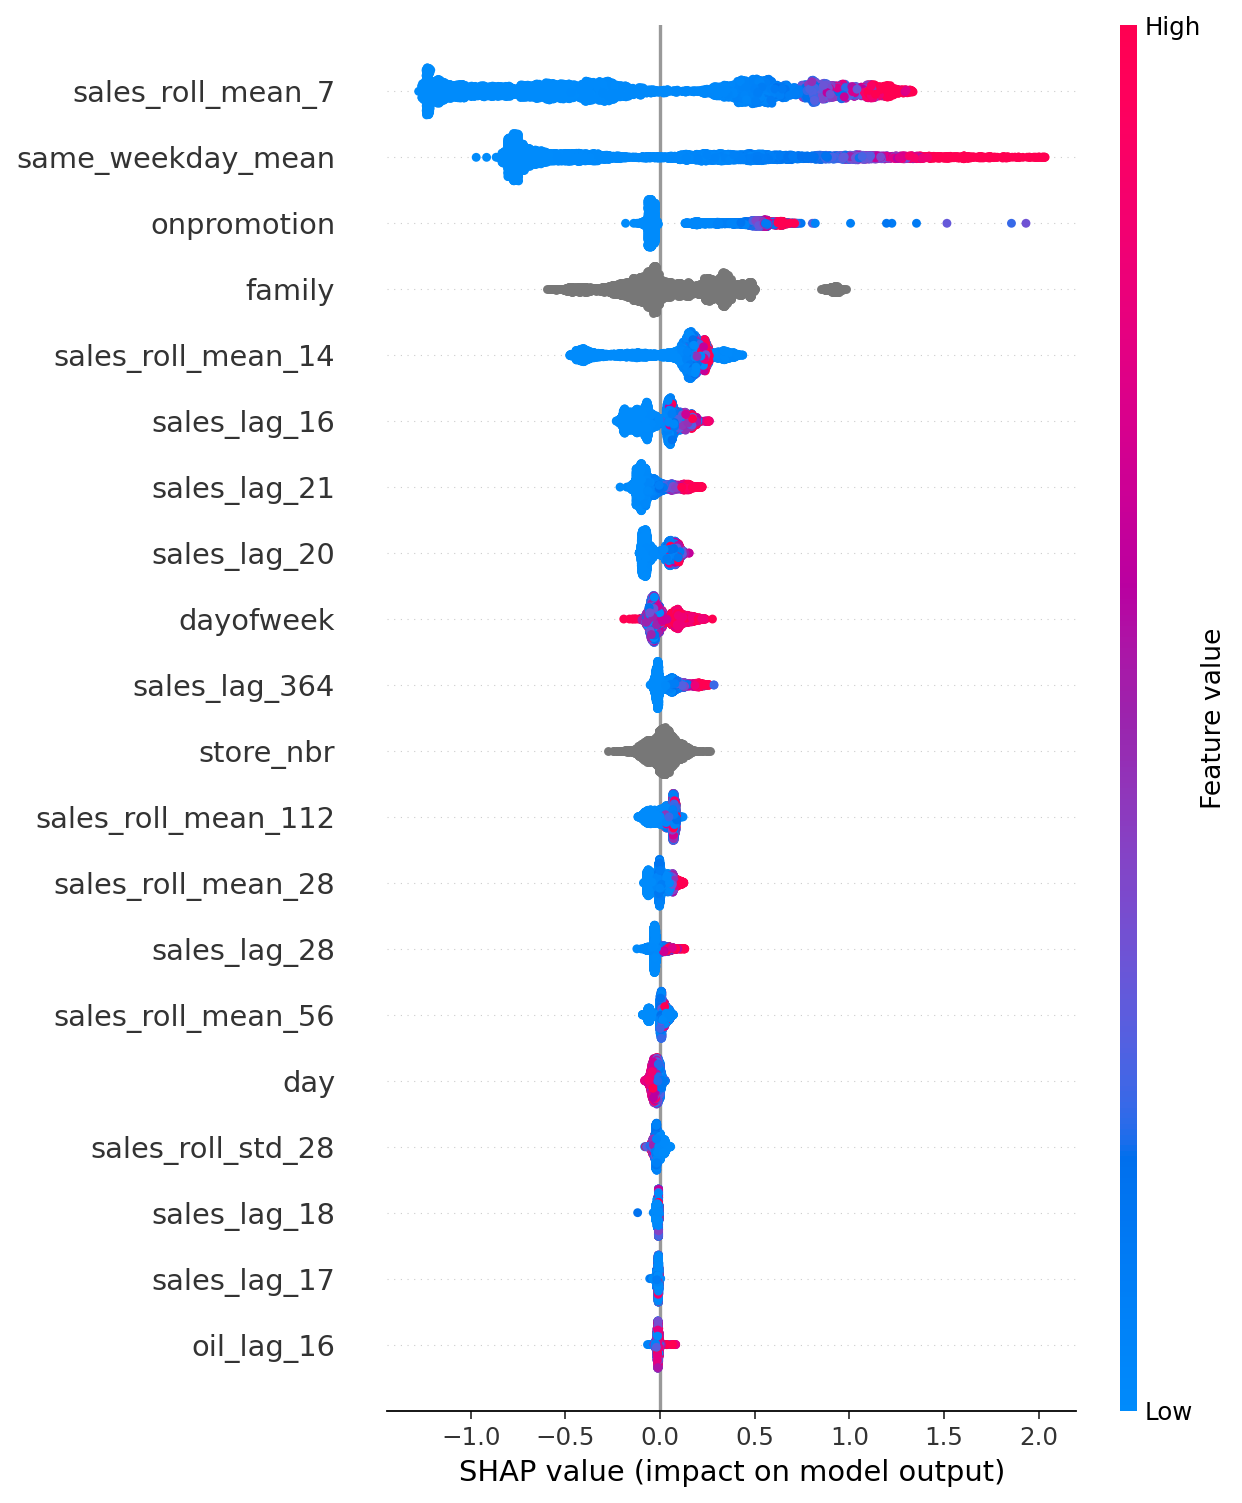 High
sales_roll_mean_7
same_weekday_mean
onpromotion
family
sales_roll_mean_14
sales_lag_16
sales_lag_21
sales_lag_20
dayofweek
sales_lag_364
store_nbr
sales_roll_mean_112
sales_roll_mean_28
sales_lag_28
sales_roll_mean_56
day
sales_roll_std_28
sales_lag_18
sales_lag_17
oil_lag_16
Feature value
Low
−1.0 −0.5 0.0 0.5 1.0 1.5 2.0
SHAP value (impact on model output)